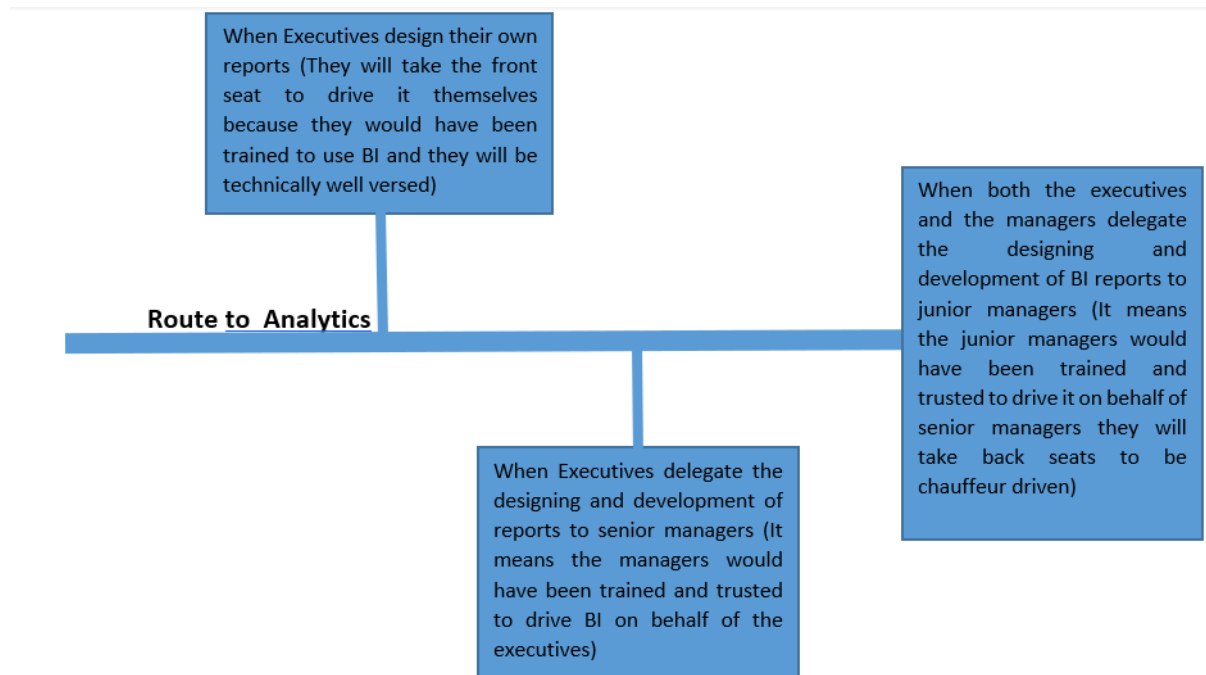 When Executives design their own
reports (They will take the front
seat to drive it themselves
because they would have been
trained to use BI and they will be
technically well versed)
Route to Analytics
When both the executives
and the managers delegate
the designing and
development of BI reports to
junior managers (It means
the junior managers would
have been trained and
trusted to drive it on behalf of
senior managers they will
take back seats to be
chauffeur driven)
When Executives delegate the
designing and development of
reports to senior managers (It
means the managers would
have been trained and trusted
to drive BI on behalf of the
executives)